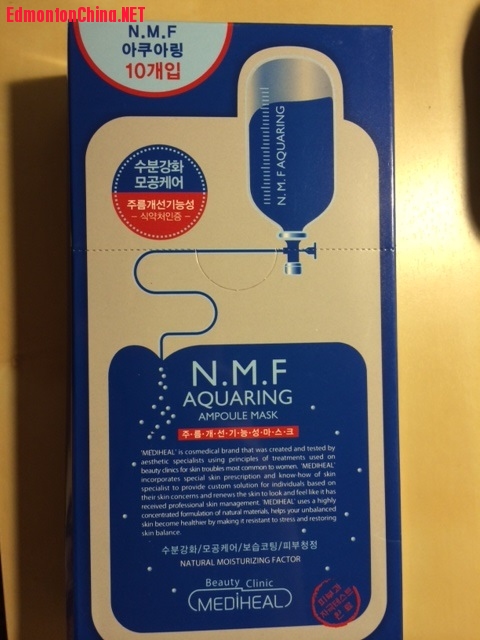 EdmontonChina.NET
N.M.F
아쿠아링
10개입
N.M.F AQUARING
수분강화
모공케어
주름개선기능성
- 식약처인증 -
N.M.F
AQUARING
AMPOULE MASK
주·름·개·선·기·능·성·마·스·크
'MEDIHEAL' is cosmedical brand that was created and tested by
aesthetic specialists using principles of treatments used on
beauty clinics for skin troubles most common to women. 'MEDIHEAL'
incorporates special skin prescription and know-how of skin
specialist to provide custom solution for individuals based on
their skin concerns and renews the skin to look and feel like it has
received professional skin management. 'MEDIHEAL' uses a highly
concentrated formulation of natural materials, helps your unbalanced
skin become healthier by making it resistant to stress and restoring
skin balance.
수분강화/모공케어/보습코팅/피부청정
NATURAL MOISTURIZING FACTOR
Beauty Clinic
MEDIHEAL
피부과
완료